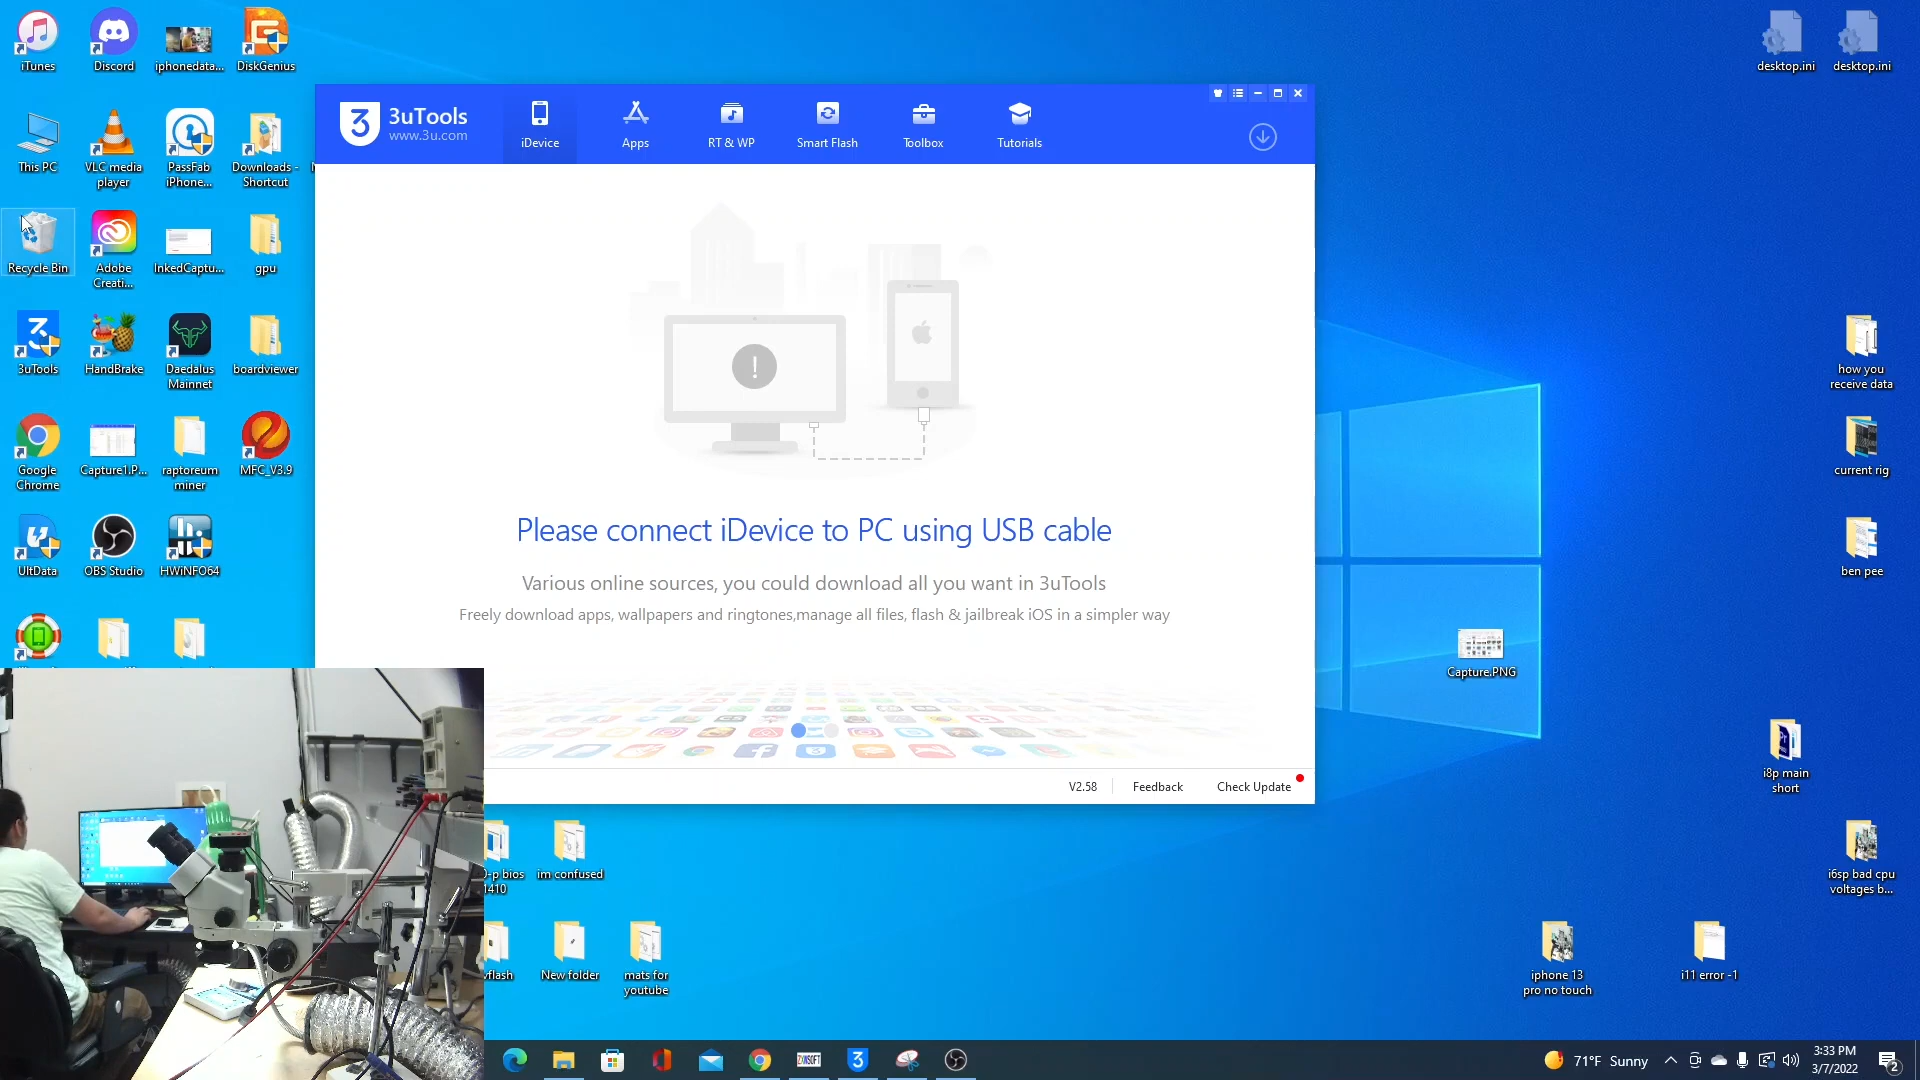 iTunes
Discord
iphonedata...
DiskGenius
This PC
VLC media
player
PassFab
iPhone...
Downloads -
Shortcut
Recycle Bin
Adobe
Creati...
InkedCaptu...
gpu
3uTools
HandBrake
Daedalus
Mainnet
boardviewer
Google
Chrome
Capture1.P...
raptoreum
miner
MFC_V3.9
UltData
OBS Studio
HWiNFO64
3
3uTools
www.3u.com
iDevice
Apps
RT & WP
Smart Flash
Toolbox
Tutorials
!
Please connect iDevice to PC using USB cable
Various online sources, you could download all you want in 3uTools
Freely download apps, wallpapers and ringtones,manage all files, flash & jailbreak iOS in a simpler way
V2.58
Feedback
Check Update
desktop.ini
desktop.ini
how you
receive data
current rig
ben pee
Capture.PNG
i8p main
short
i6sp bad cpu
voltages b...
iphone 13
pro no touch
i11 error -1
-p bios
1410
im confused
vflash
New folder
mats for
youtube
ZXWSOFT
71°F Sunny
3:33 PM
3/7/2022
2